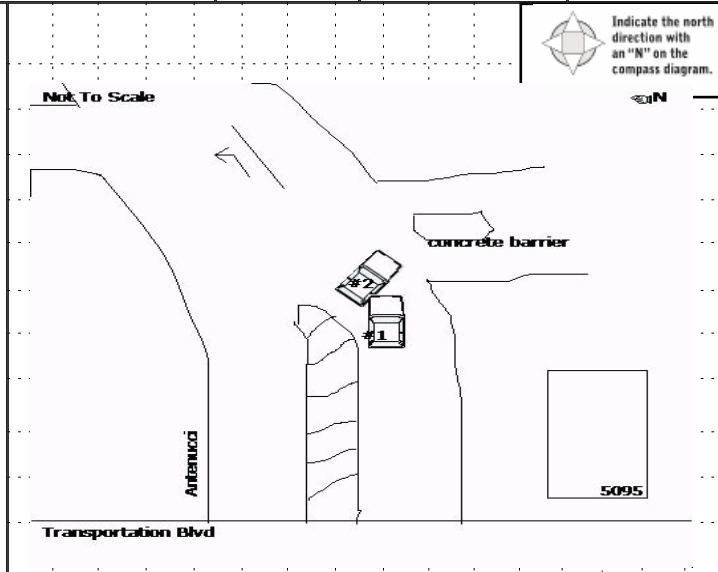 Indicate the north
direction with
an "N" on the
compass diagram.
Not To Scale
N
concrete barrier
#2
#1
Antenucci
5095
Transportation Blvd